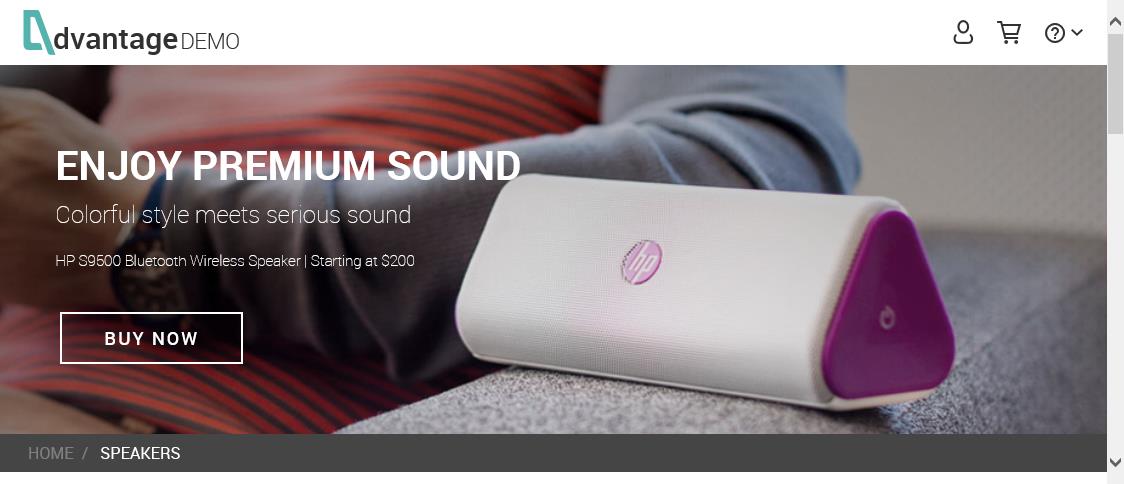 dvantage DEMO
ENJOY PREMIUM SOUND
Colorful style meets serious sound
HP S9500 Bluetooth Wireless Speaker | Starting at $200
hp
BUY NOW
HOME / SPEAKERS